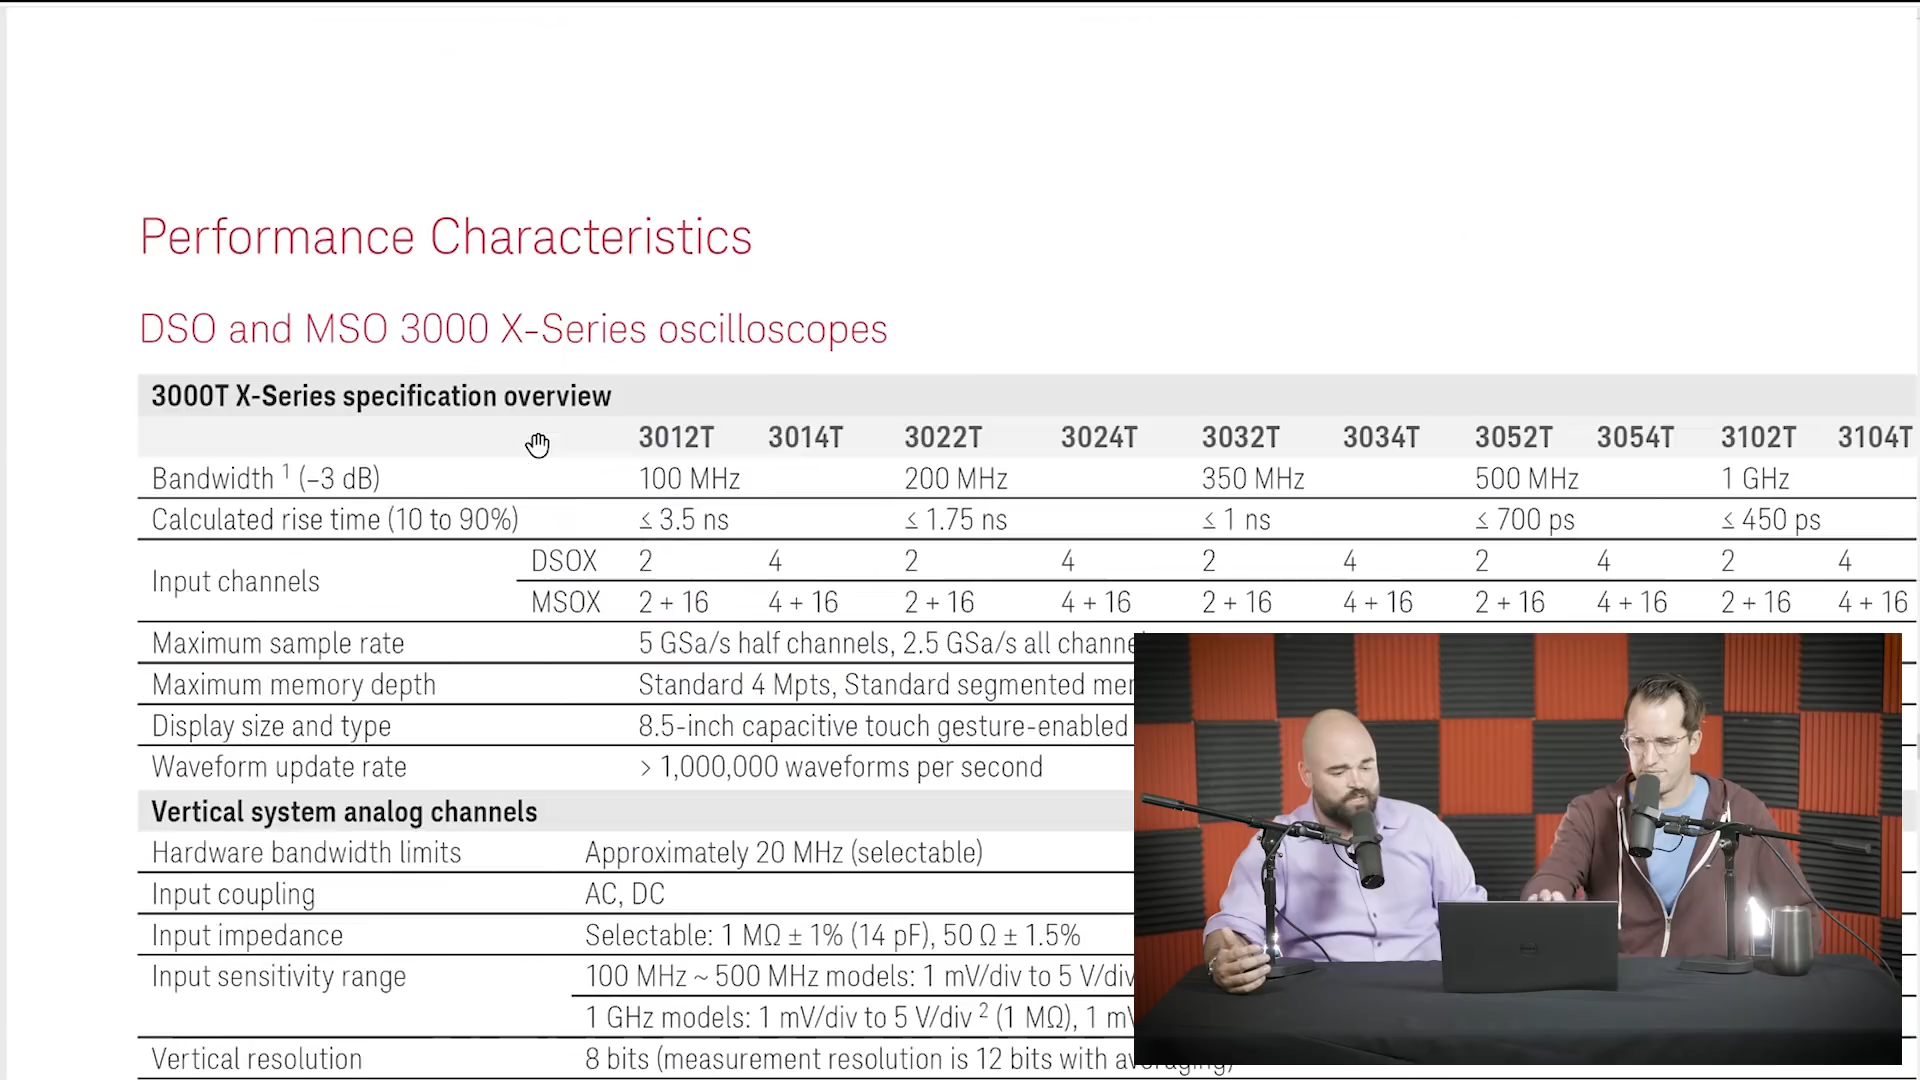 Performance Characteristics
DSO and MSO 3000 X-Series oscilloscopes
3000T X-Series specification overview
3012T 3014T 3022T 3024T 3032T 3034T 3052T 3054T 3102T 3104T
Bandwidth 1 (−3 dB) 100 MHz 200 MHz 350 MHz 500 MHz 1 GHz
Calculated rise time (10 to 90%) ≤ 3.5 ns ≤ 1.75 ns ≤ 1 ns ≤ 700 ps ≤ 450 ps
Input channels DSOX 2 4 2 4 2 4 2 4 2 4
MSOX 2 + 16 4 + 16 2 + 16 4 + 16 2 + 16 4 + 16 2 + 16 4 + 16 2 + 16 4 + 16
Maximum sample rate 5 GSa/s half channels, 2.5 GSa/s all
Maximum memory depth Standard 4 Mpts, Standard segmented
Display size and type 8.5-inch capacitive touch gesture-enabled
Waveform update rate > 1,000,000 waveforms per second
Vertical system analog channels
Hardware bandwidth limits Approximately 20 MHz (selectable)
Input coupling AC, DC
Input impedance Selectable: 1 MΩ ± 1% (14 pF), 50 Ω ± 1.5%
Input sensitivity range 100 MHz ~ 500 MHz models: 1 mV/div to 5 V/div
1 GHz models: 1 mV/div to 5 V/div 2 (1 MΩ), 1
Vertical resolution 8 bits (measurement resolution is 12 bits with